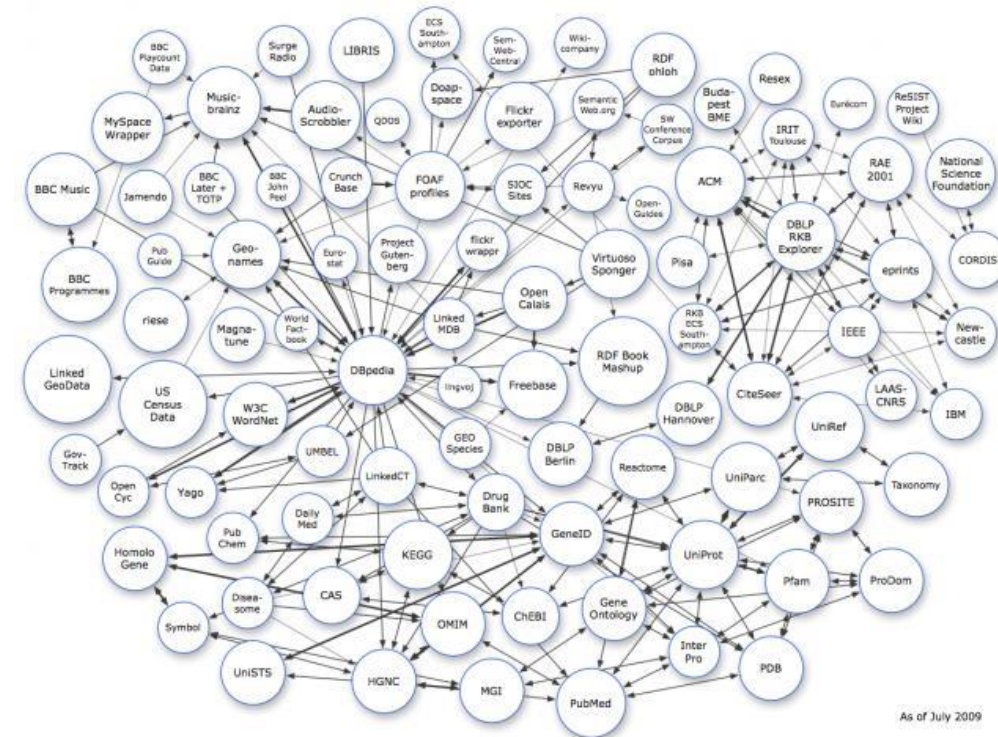 BBC
Playcount
Data
Surge
Radio
LIBRIS
ECS
South-
ampton
Sem-
Web-
Central
Wiki-
company
RDF
ohloh
Resex
Music-
brainz
Audio-
Scrobbler
QDOS
Doap-
space
Flickr
exporter
Semantic
Web.org
SW
Conference
Corpus
Buda-
pest
BME
IRIT
Toulouse
Eurécom
ReSIST
Project
Wiki
MySpace
Wrapper
BBC Music
Jamendo
BBC
Later +
TOTP
BBC
John
Peel
Crunch
Base
FOAF
profiles
SIOC
Sites
Revyu
Open-
Guides
ACM
RAE
2001
National
Science
Foundation
DBLP
RKB
Explorer
Pub
Guide
Geo-
names
Euro-
stat
Project
Guten-
berg
flickr
wrappr
Virtuoso
Sponger
Pisa
eprints
CORDIS
BBC
Programmes
riese
Magna-
tune
World
Fact-
book
Linked
MDB
Open
Calais
RKB
ECS
South-
ampton
IEEE
New-
castle
Linked
GeoData
US
Census
Data
W3C
WordNet
DBpedia
lingvoj
Freebase
RDF Book
Mashup
CiteSeer
LAAS-
CNRS
IBM
DBLP
Hannover
Gov-
Track
Open
Cyc
Yago
UMBEL
LinkedCT
GEO
Species
DBLP
Berlin
Reactome
UniParc
UniRef
Taxonomy
PROSITE
Daily
Med
Drug
Bank
Pub
Chem
Homolo
Gene
KEGG
GeneID
UniProt
Pfam
ProDom
Disea-
some
CAS
Symbol
OMIM
ChEBI
Gene
Ontology
Inter
Pro
PDB
UniSTS
HGNC
MGI
PubMed
As of July 2009